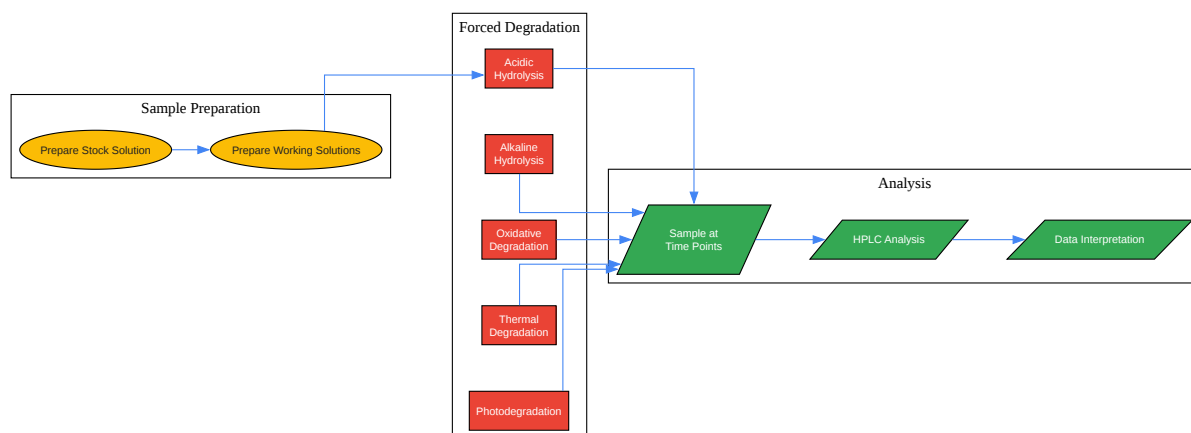 Forced Degradation
Acidic
Hydrolysis
Sample Preparation
Prepare Stock Solution
Prepare Working Solutions
Alkaline
Hydrolysis
Analysis
Oxidative
Degradation
Sample at
Time Points
HPLC Analysis
Data Interpretation
Thermal
Degradation
Photodegradation